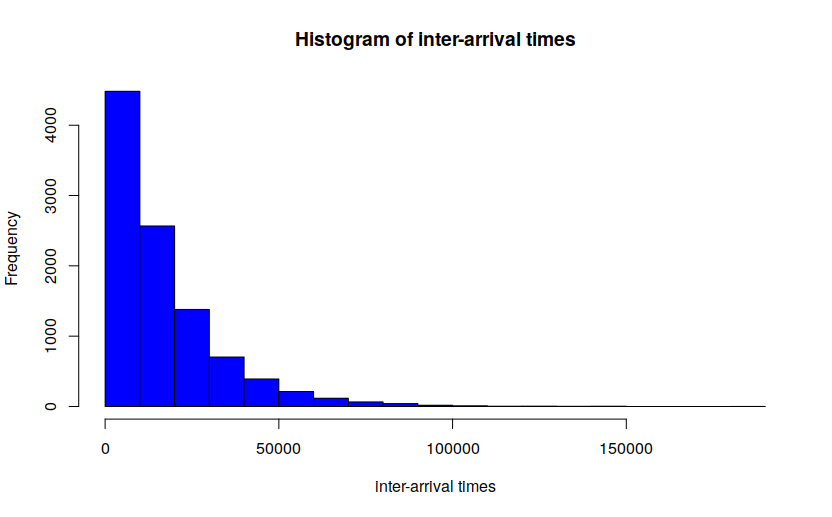 Histogram of inter-arrival times
Frequency
4000
3000
2000
1000
0
0 50000 100000 150000
inter-arrival times